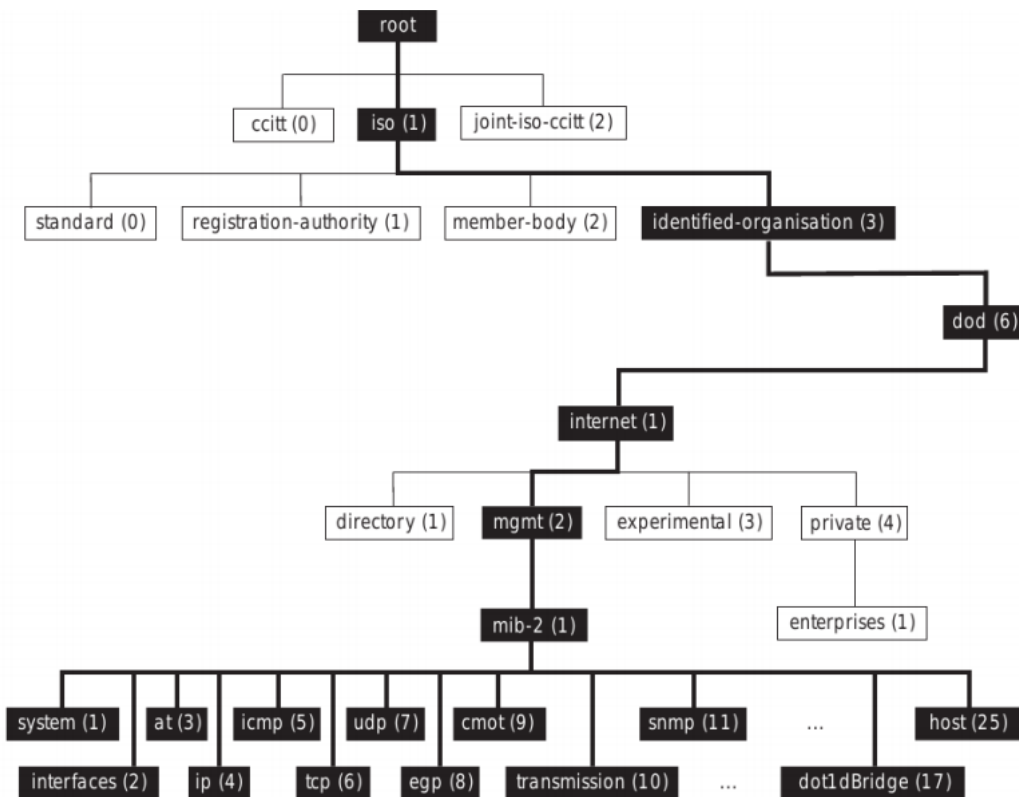 root
ccitt (0) iso (1) joint-iso-ccitt (2)
standard (0) registration-authority (1) member-body (2) identified-organisation (3)
dod (6)
internet (1)
directory (1) mgmt (2) experimental (3) private (4)
mib-2 (1) enterprises (1)
system (1) at (3) icmp (5) udp (7) cmot (9) snmp (11) ... host (25)
interfaces (2) ip (4) tcp (6) egp (8) transmission (10) ... dot1dBridge (17)